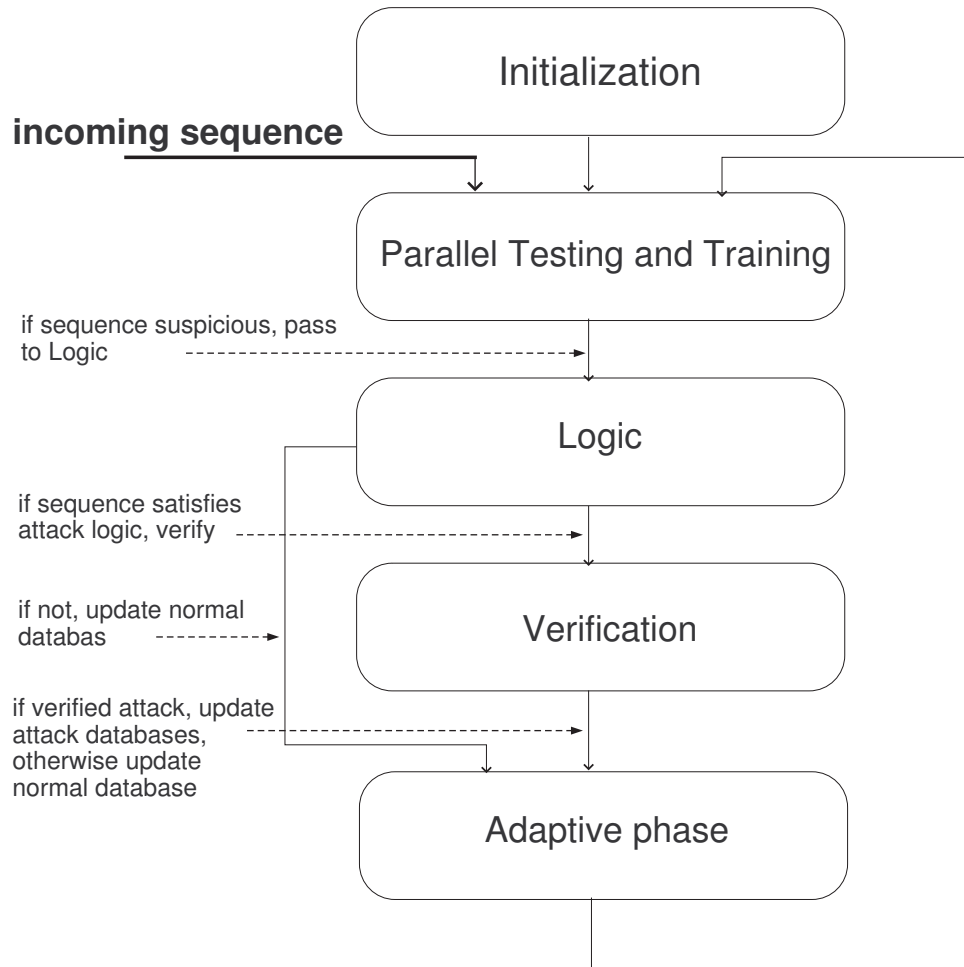 Initialization
incoming sequence
Parallel Testing and Training
if sequence suspicious, pass
to Logic
Logic
if sequence satisfies
attack logic, verify
if not, update normal
databas
Verification
if verified attack, update
attack databases,
otherwise update
normal database
Adaptive phase